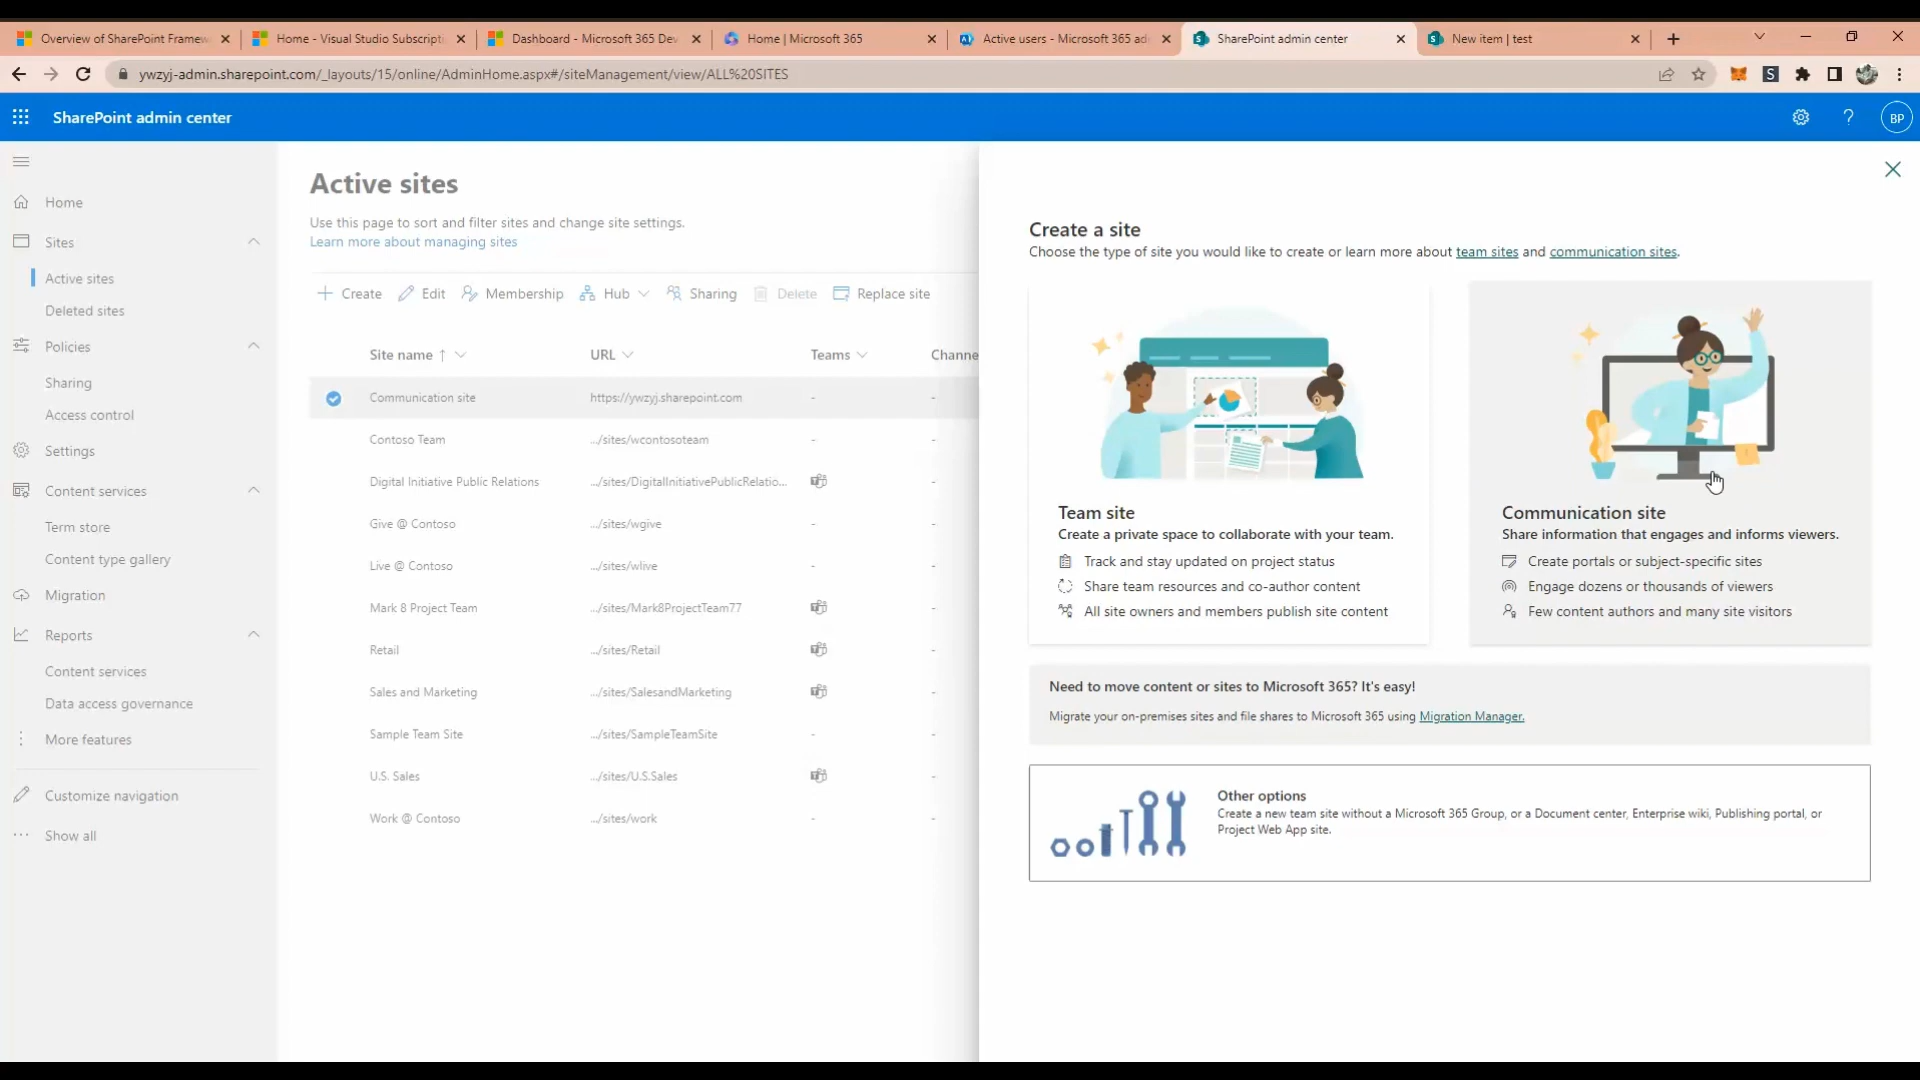 Overview of SharePoint Framew
Home - Visual Studio Subscripti
Dashboard - Microsoft 365 Dev
Home | Microsoft 365
Active users - Microsoft 365 ad
SharePoint admin center
New item | test
ywzyj-admin.sharepoint.com/_layouts/15/online/AdminHome.aspx#/siteManagement/view/ALL%20SITES
SharePoint admin center
BP
Home
Sites
Active sites
Deleted sites
Policies
Sharing
Access control
Settings
Content services
Term store
Content type gallery
Migration
Reports
Content services
Data access governance
More features
Customize navigation
Show all
Active sites
Use this page to sort and filter sites and change site settings.
Learn more about managing sites
Create Edit Membership Hub Sharing Delete Replace site
Site name ↑ URL Teams Channe
Communication site https://ywzyj.sharepoint.com - -
Contoso Team .../sites/wcontosoteam - -
Digital Initiative Public Relations .../sites/DigitalInitiativePublicRelatio... -
Give @ Contoso .../sites/wgive - -
Live @ Contoso .../sites/wlive - -
Mark 8 Project Team .../sites/Mark8ProjectTeam77 -
Retail .../sites/Retail -
Sales and Marketing .../sites/SalesandMarketing -
Sample Team Site .../sites/SampleTeamSite - -
U.S. Sales .../sites/U.S.Sales -
Work @ Contoso .../sites/work - -
Create a site
Choose the type of site you would like to create or learn more about team sites and communication sites.
Team site
Create a private space to collaborate with your team.
Track and stay updated on project status
Share team resources and co-author content
All site owners and members publish site content
Communication site
Share information that engages and informs viewers.
Create portals or subject-specific sites
Engage dozens or thousands of viewers
Few content authors and many site visitors
Need to move content or sites to Microsoft 365? It's easy!
Migrate your on-premises sites and file shares to Microsoft 365 using Migration Manager.
Other options
Create a new team site without a Microsoft 365 Group, or a Document center, Enterprise wiki, Publishing portal, or
Project Web App site.